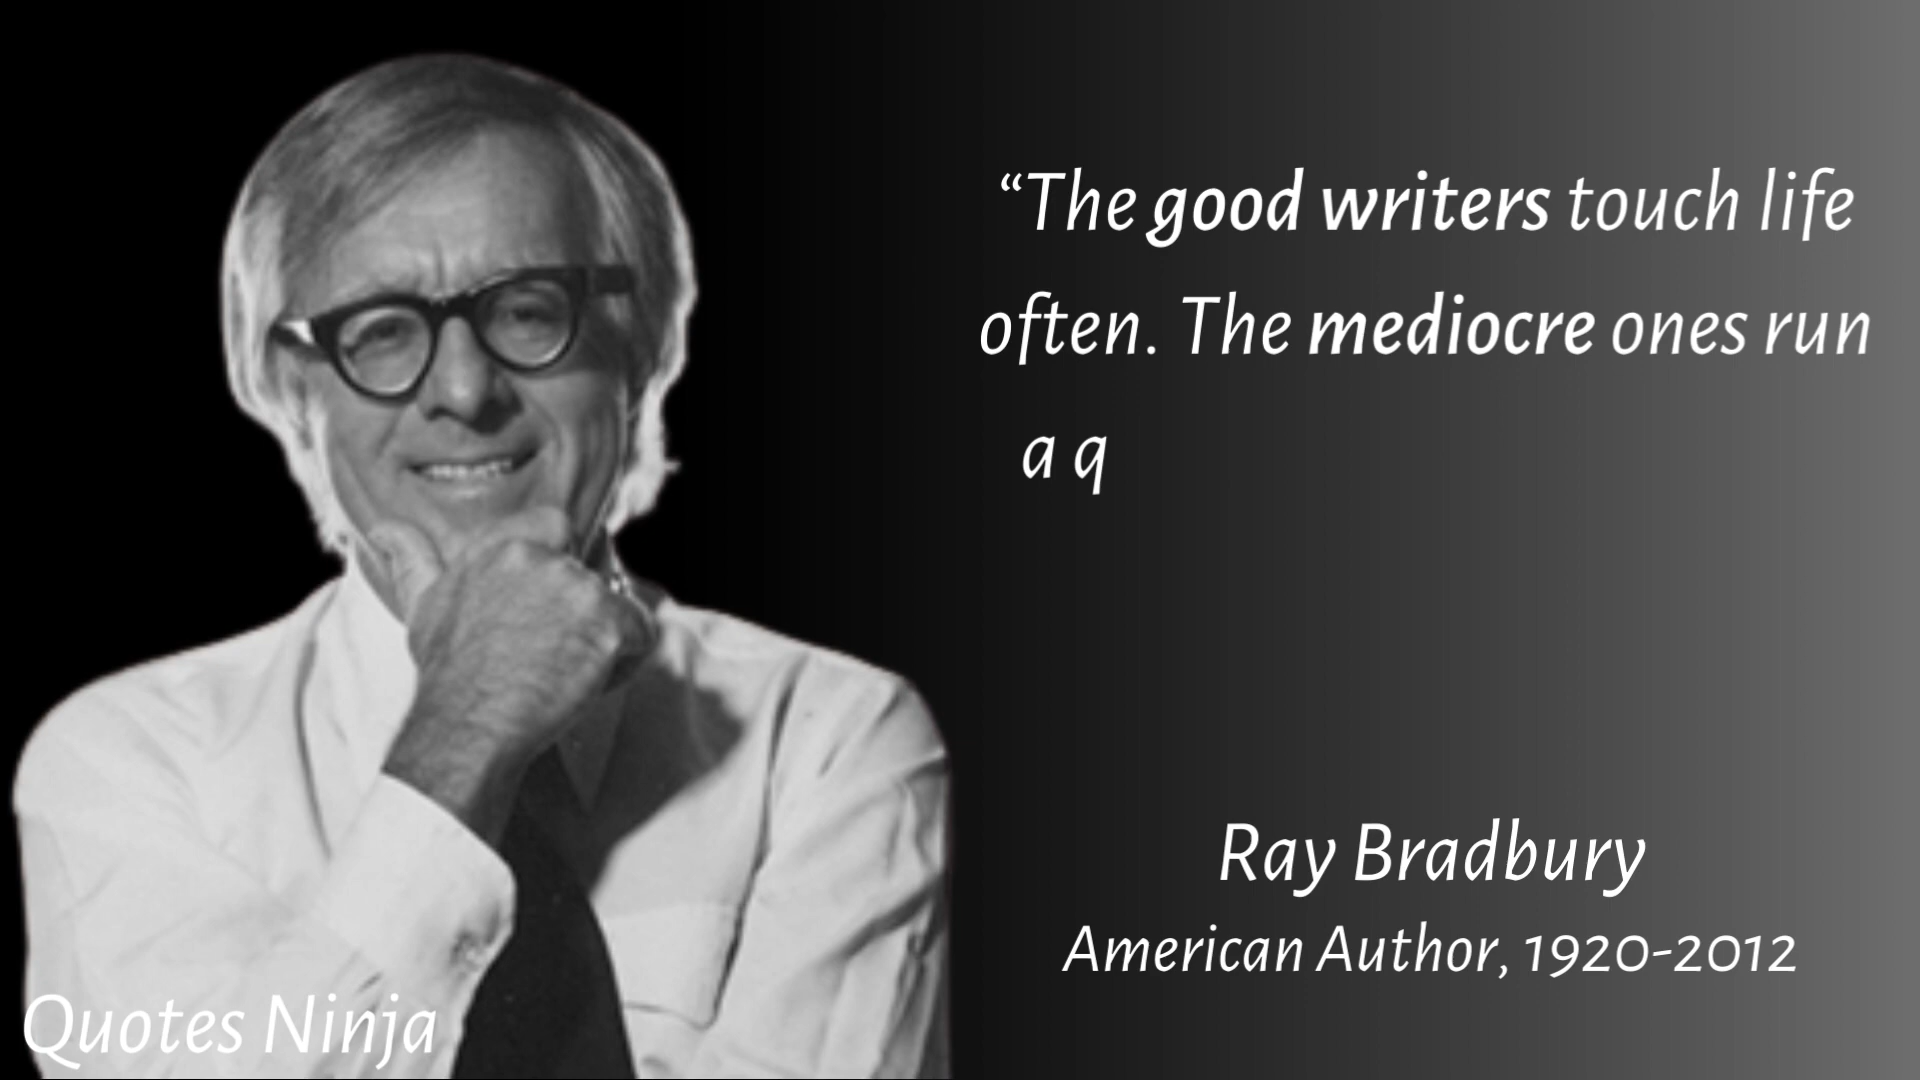 “The good writers touch life
often. The mediocre ones run
a q
Ray Bradbury
American Author, 1920-2012
Quotes Ninja